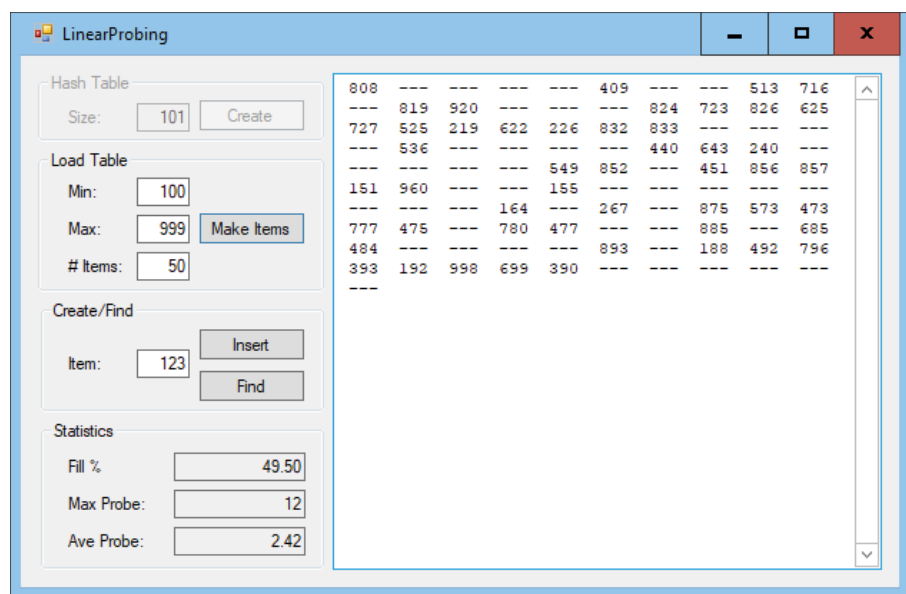 LinearProbing
Hash Table
Size: 101 Create
Load Table
Min: 100
Max: 999 Make Items
# Items: 50
Create/Find
Insert
Item: 123
Find
Statistics
Fill % 49.50
Max Probe: 12
Ave Probe: 2.42
808 --- --- --- --- 409 --- --- 513 716
--- 819 920 --- --- --- 824 723 826 625
727 525 219 622 226 832 833 --- --- ---
--- 536 --- --- --- --- 440 643 240 ---
--- --- --- --- 549 852 --- 451 856 857
151 960 --- --- 155 --- --- --- --- ---
--- --- --- 164 --- 267 --- 875 573 473
777 475 --- 780 477 --- --- 885 --- 685
484 --- --- --- --- 893 --- 188 492 796
393 192 998 699 390 --- --- --- --- ---
---